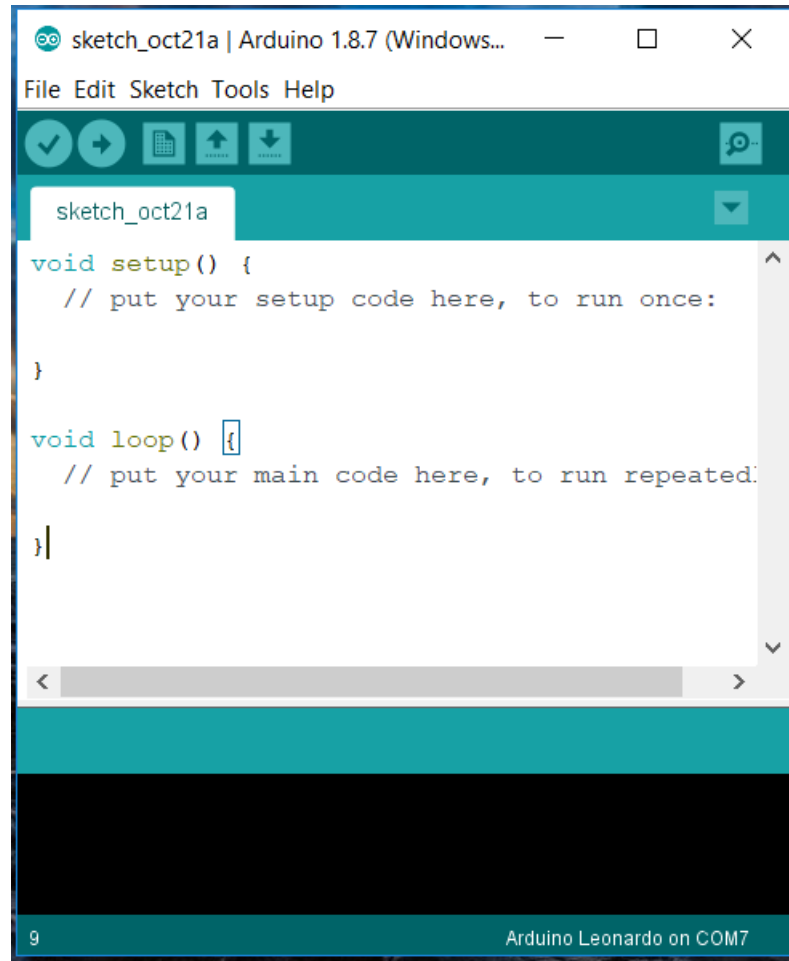 sketch_oct21a | Arduino 1.8.7 (Windows...
File Edit Sketch Tools Help
sketch_oct21a
void setup() {
  // put your setup code here, to run once:
}
void loop() {
  // put your main code here, to run repeatedl
}
9 Arduino Leonardo on COM7